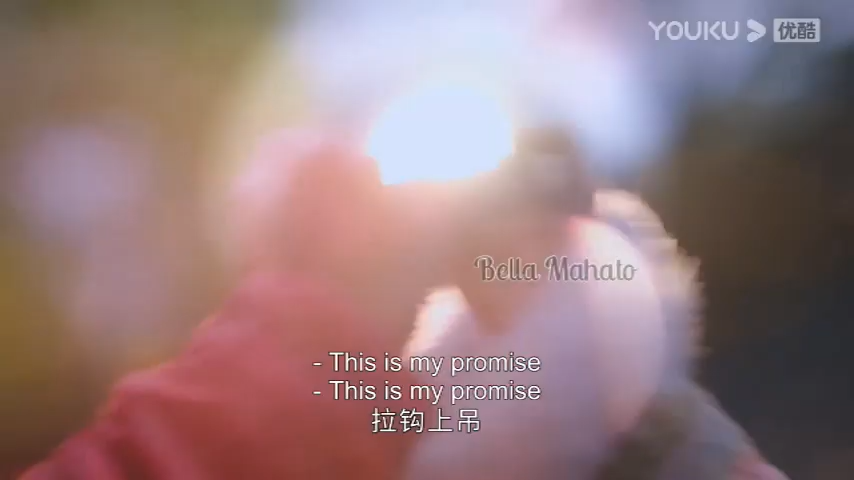 YOUKU 优酷
Bella Mahato
- This is my promise
- This is my promise
拉钩上吊